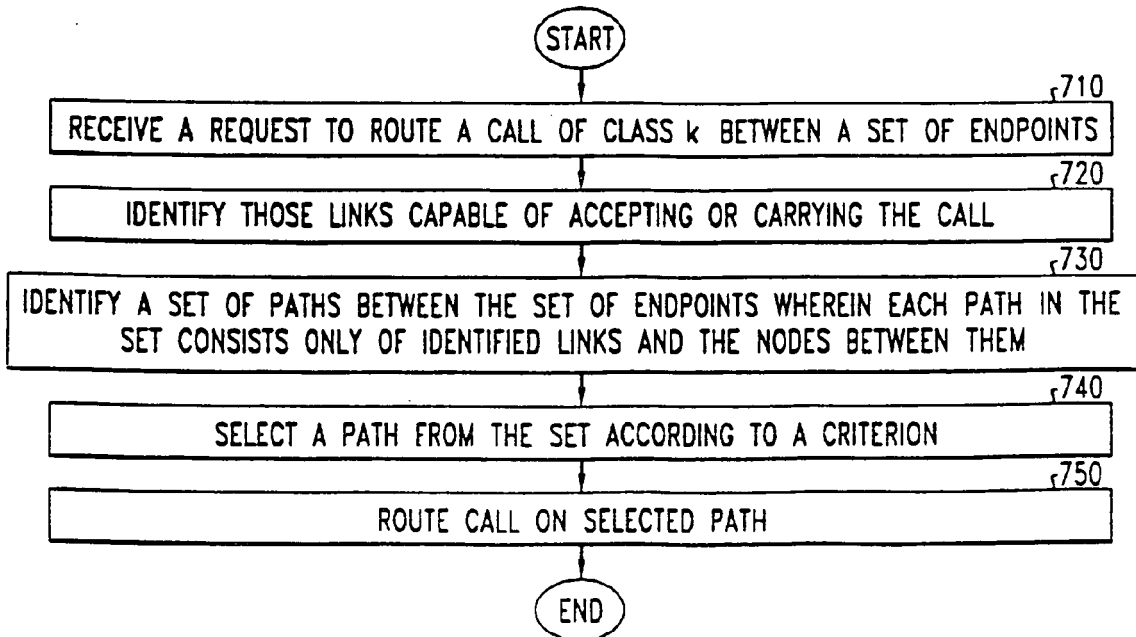 START
710
RECEIVE A REQUEST TO ROUTE A CALL OF CLASS k BETWEEN A SET OF ENDPOINTS
720
IDENTIFY THOSE LINKS CAPABLE OF ACCEPTING OR CARRYING THE CALL
730
IDENTIFY A SET OF PATHS BETWEEN THE SET OF ENDPOINTS WHEREIN EACH PATH IN THE
SET CONSISTS ONLY OF IDENTIFIED LINKS AND THE NODES BETWEEN THEM
740
SELECT A PATH FROM THE SET ACCORDING TO A CRITERION
750
ROUTE CALL ON SELECTED PATH
END